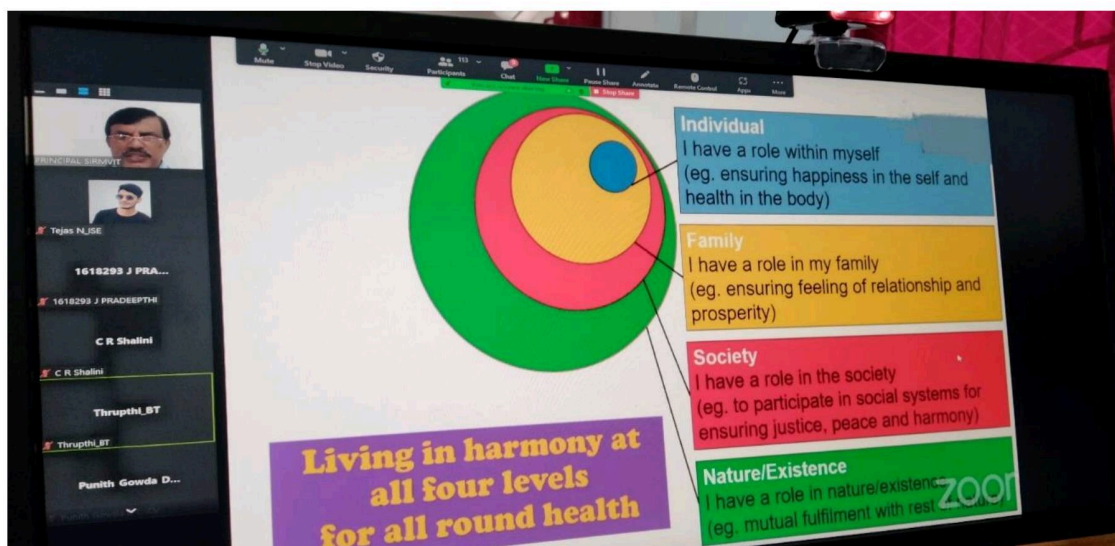 Mute
Stop Video
Security
Participants
113
Chat
New Share
Pause Share
Annotate
Remote Control
Apps
More
Stop Share
PRINCIPAL SIRMVIT
Tejas N_ISE
1618293 J PRA...
1618293 J PRADEEPTHI
C R Shalini
C R Shalini
Thrupthi_BT
Thrupthi_BT
Punith Gowda D...
Individual
I have a role within myself
(eg. ensuring happiness in the self and
health in the body)
Family
I have a role in my family
(eg. ensuring feeling of relationship and
prosperity)
Society
I have a role in the society
(eg. to participate in social systems for
ensuring justice, peace and harmony)
Nature/Existence
I have a role in nature/existence
(eg. mutual fulfilment with rest of nature)
zoom
Living in harmony at
all four levels
for all round health